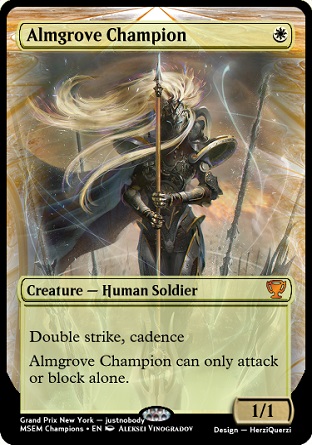 Almgrove Champion
Creature — Human Soldier
Double strike, cadence
Almgrove Champion can only attack
or block alone.
1/1
Grand Prix New York — justnobody
MSEM Champions • EN Aleksei Vinogradov
Design — HerziQuerzi